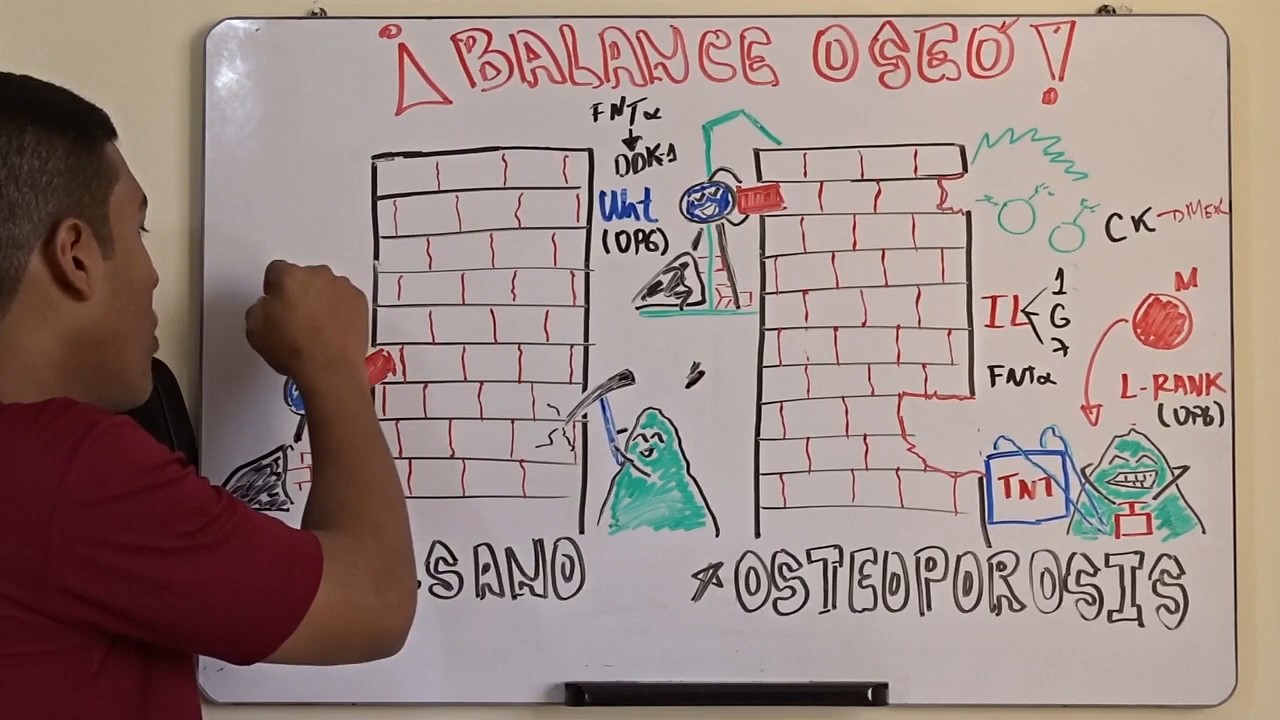 ¡BALANCE OSEO!
FNTα
DDK-1
Wnt
(OPG)
CK
IL
1
6
7
M
FNTα
L-RANK
(OPG)
TNT
SANO
*OSTEOPOROSIS